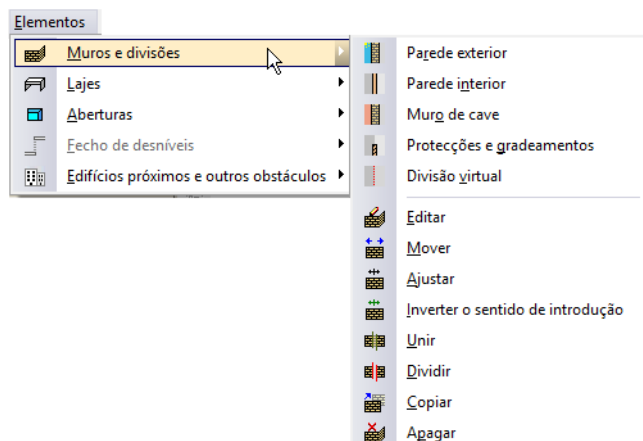 Elementos
Muros e divisões
Lajes
Aberturas
Fecho de desníveis
Edifícios próximos e outros obstáculos
Parede exterior
Parede interior
Muro de cave
Protecções e gradeamentos
Divisão virtual
Editar
Mover
Ajustar
Inverter o sentido de introdução
Unir
Dividir
Copiar
Apagar